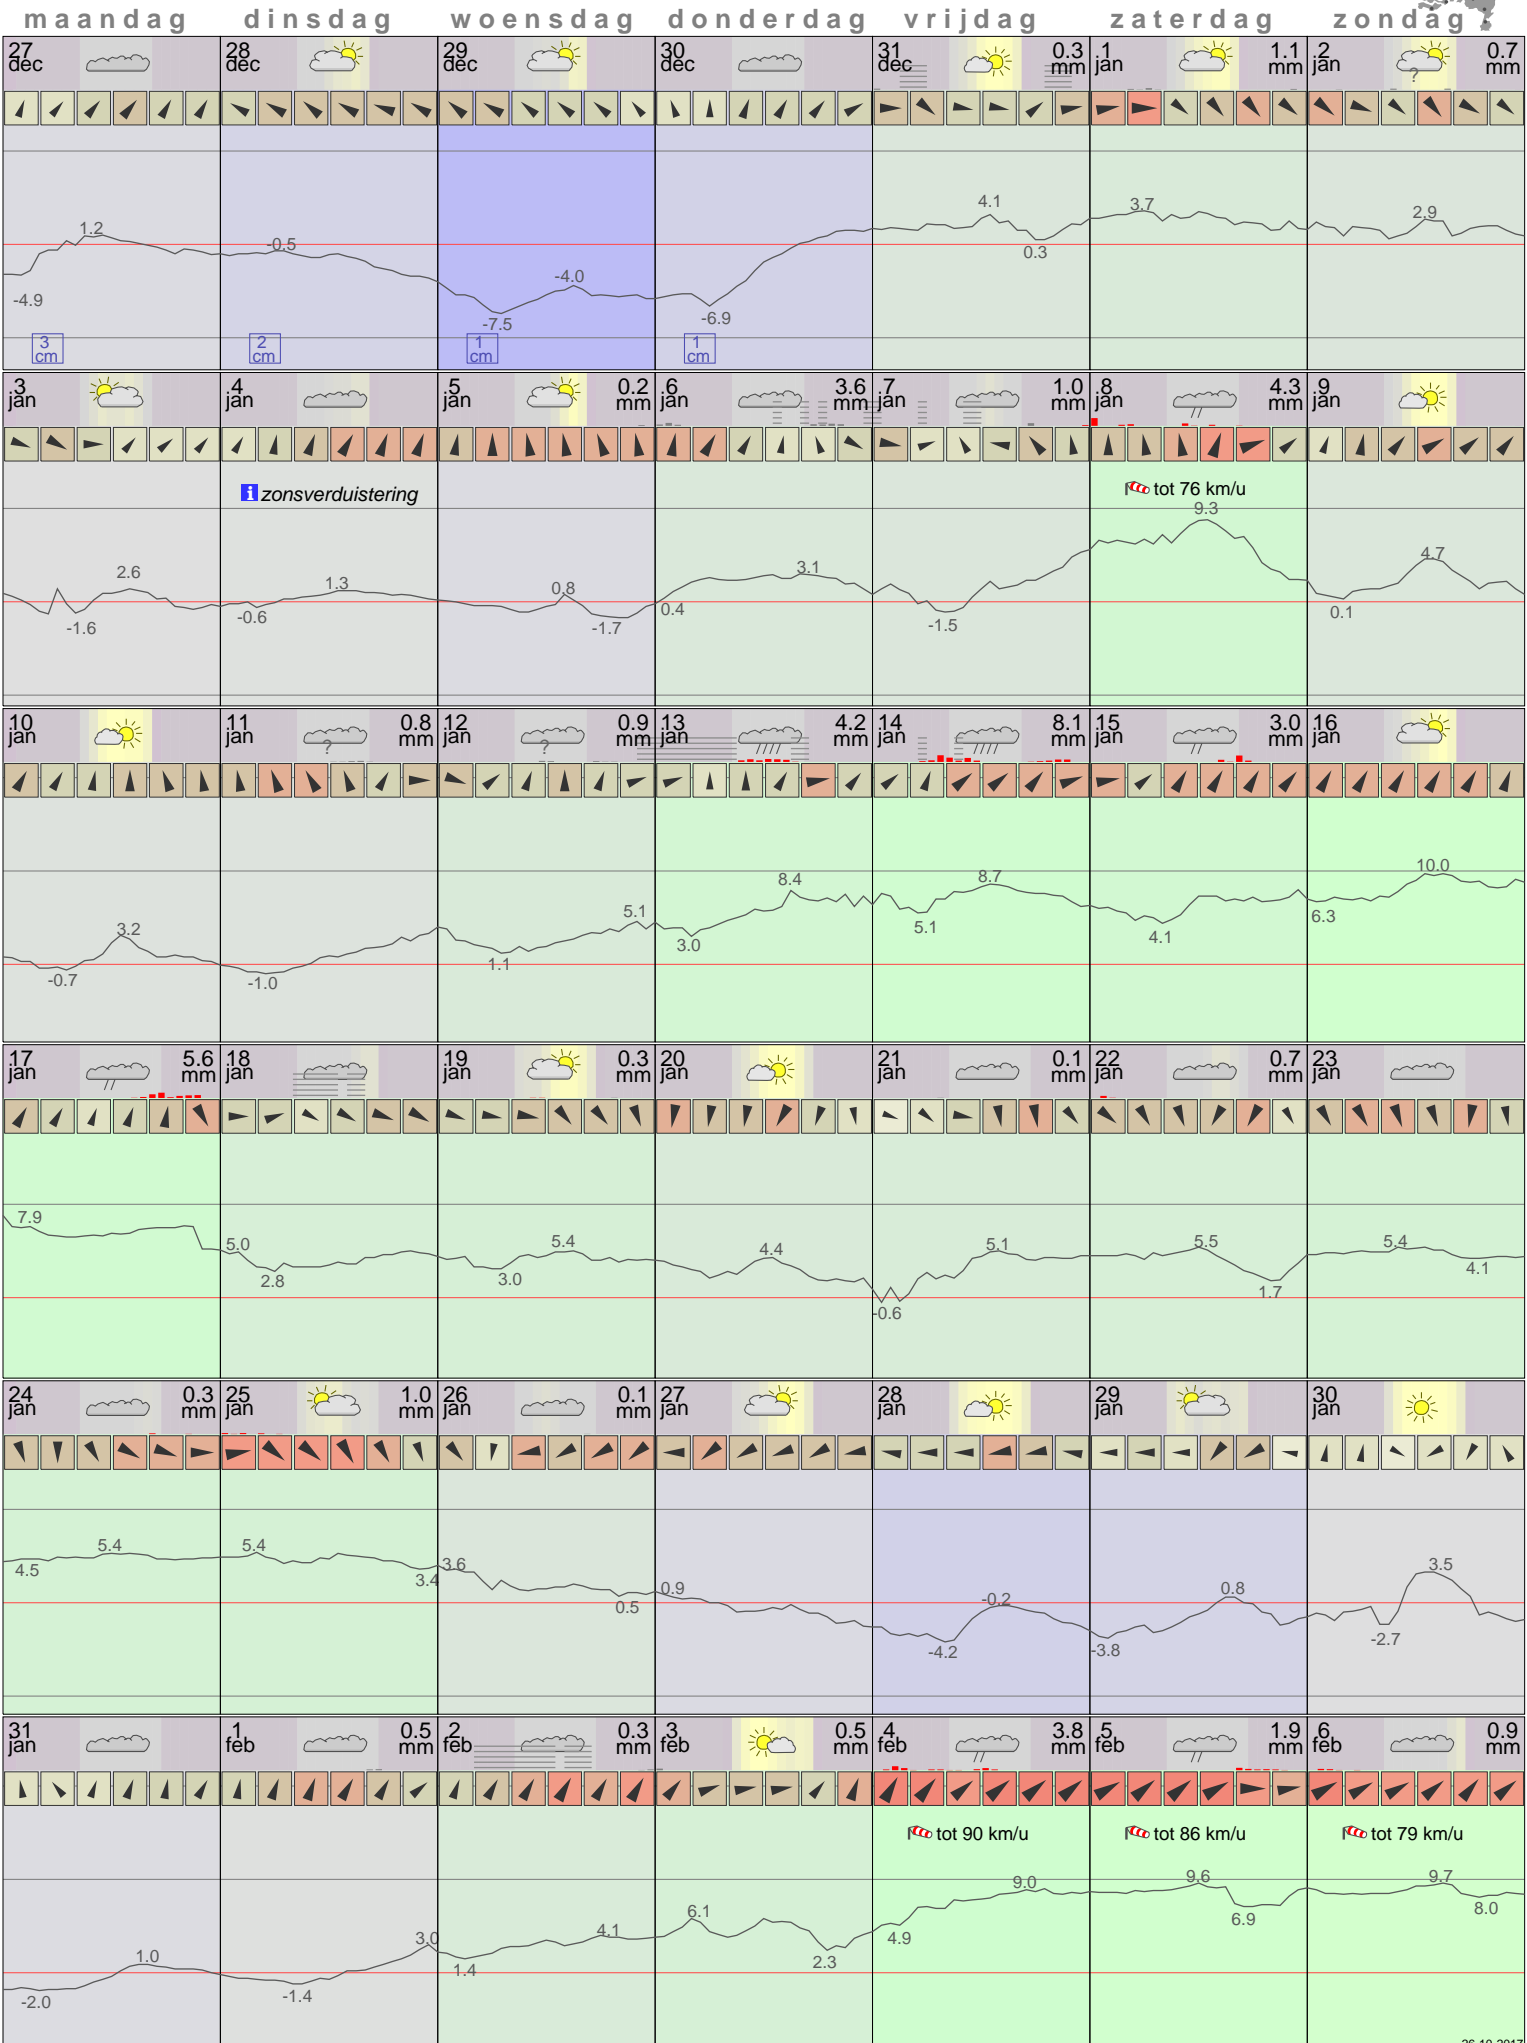 maandag dinsdag woensdag donderdag vrijdag zaterdag zondag
27 dec 28 dec 29 dec 30 dec 31 dec 0.3 mm 1 jan 1.1 mm 2 jan 0.7 mm
?
1.2 -0.5 -4.0 4.1 3.7 2.9
-4.9 -7.5 -6.9 0.3
3 cm 2 cm 1 cm 1 cm
3 jan 4 jan 5 jan 0.2 mm 6 jan 3.6 mm 7 jan 1.0 mm 8 jan 4.3 mm 9 jan
i zonsverduistering tot 76 km/u
2.6 1.3 0.8 3.1 9.3 4.7
-1.6 -0.6 -1.7 0.4 -1.5 0.1
10 jan 11 jan 0.8 mm 12 jan 0.9 mm 13 jan 4.2 mm 14 jan 8.1 mm 15 jan 3.0 mm 16 jan
? ?
3.2 5.1 8.4 8.7 10.0
-0.7 -1.0 1.1 3.0 5.1 4.1 6.3
17 jan 5.6 mm 18 jan 19 jan 0.3 mm 20 jan 21 jan 0.1 mm 22 jan 0.7 mm 23 jan
7.9 5.0 5.4 4.4 5.1 5.5 5.4
2.8 3.0 -0.6 1.7 4.1
24 jan 0.3 mm 25 jan 1.0 mm 26 jan 0.1 mm 27 jan 28 jan 29 jan 30 jan
5.4 5.4 3.6 0.9 -0.2 0.8 3.5
4.5 3.4 0.5 -4.2 -3.8 -2.7
31 jan 1 feb 0.5 mm 2 feb 0.3 mm 3 feb 0.5 mm 4 feb 3.8 mm 5 feb 1.9 mm 6 feb 0.9 mm
tot 90 km/u tot 86 km/u tot 79 km/u
1.0 3.0 4.1 6.1 9.0 9.6 9.7
-2.0 -1.4 1.4 2.3 4.9 6.9 8.0